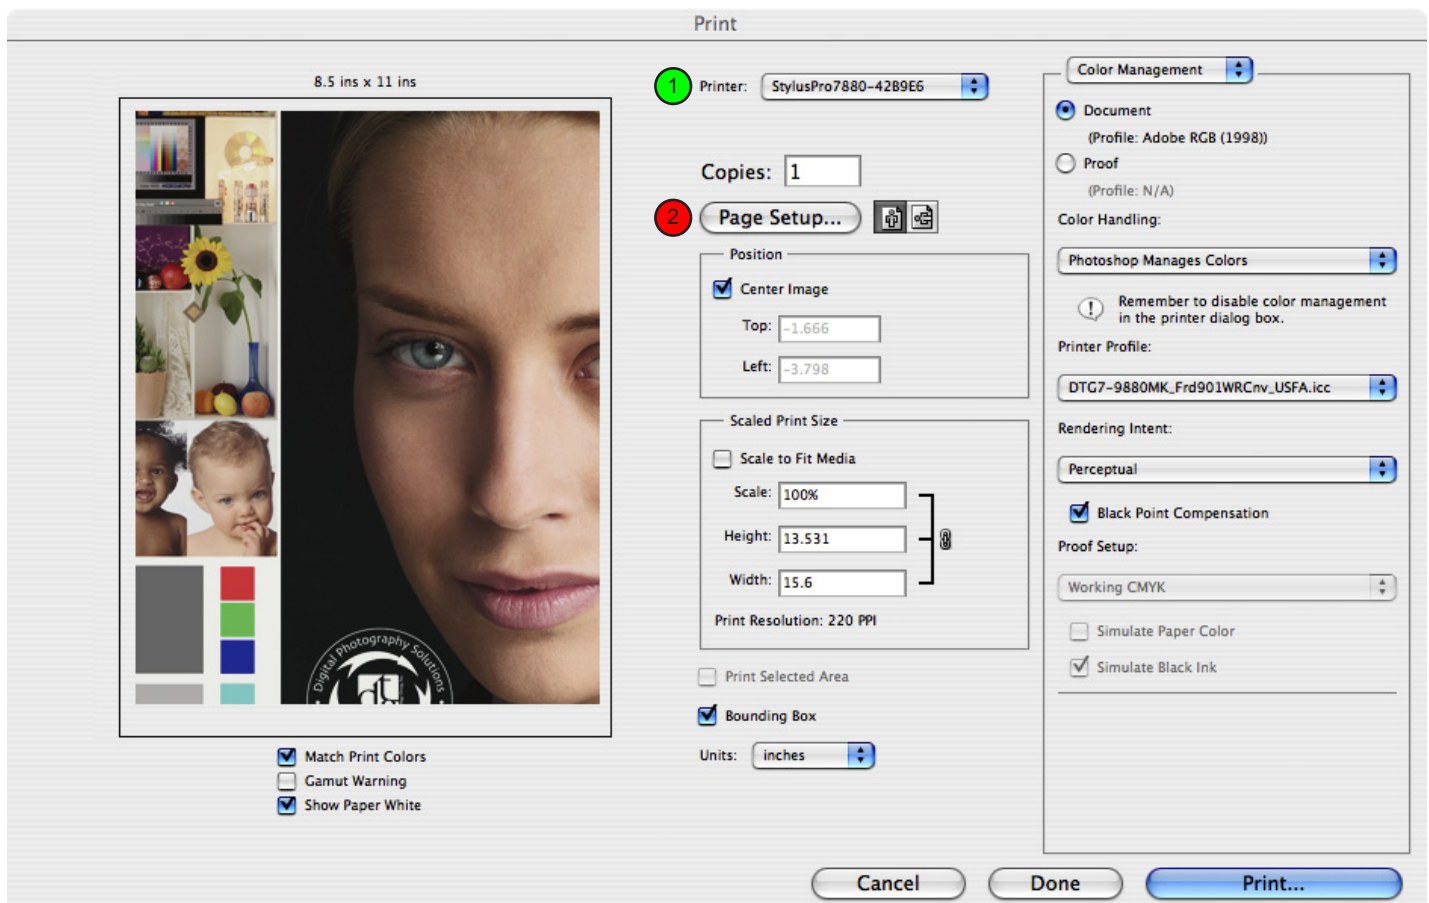 Print
8.5 ins x 11 ins
Digital Photography Solutions
dt
Match Print Colors
Gamut Warning
Show Paper White
1
Printer: StylusPro7880-42B9E6
Copies: 1
2
Page Setup...
Position
Center Image
Top: -1.666
Left: -3.798
Scaled Print Size
Scale to Fit Media
Scale: 100%
Height: 13.531
Width: 15.6
Print Resolution: 220 PPI
Print Selected Area
Bounding Box
Units: inches
Color Management
Document
(Profile: Adobe RGB (1998))
Proof
(Profile: N/A)
Color Handling:
Photoshop Manages Colors
Remember to disable color management
in the printer dialog box.
Printer Profile:
DTG7-9880MK_Frd901WRCnv_USFA.icc
Rendering Intent:
Perceptual
Black Point Compensation
Proof Setup:
Working CMYK
Simulate Paper Color
Simulate Black Ink
Cancel
Done
Print...